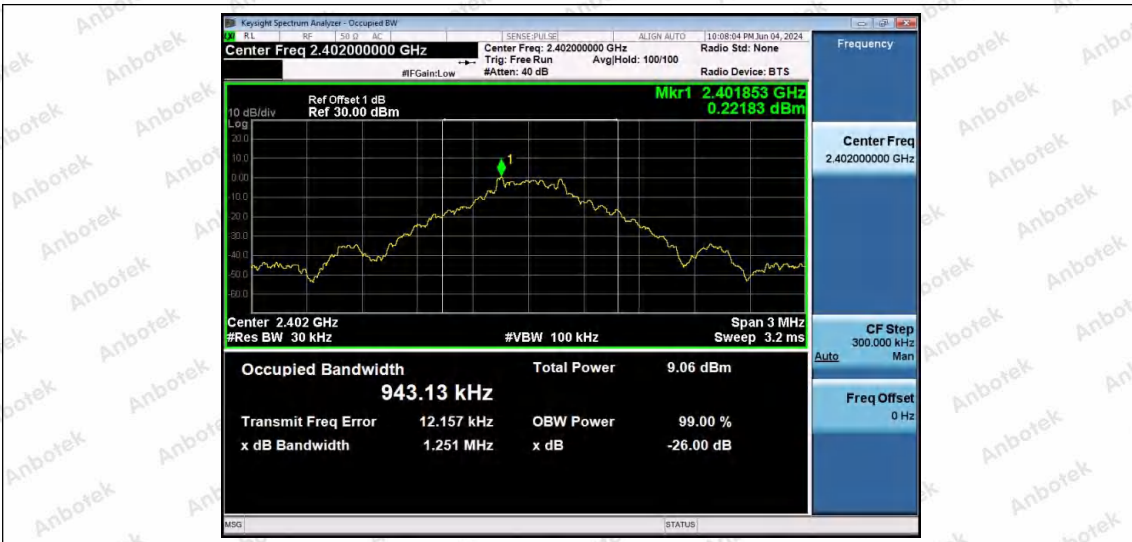 Keysight Spectrum Analyzer - Occupied BW
RL RF 50 Ω AC SENSE:PULSE ALIGN AUTO 10:08:04 PM Jun 04, 2024
Center Freq 2.402000000 GHz Center Freq: 2.402000000 GHz Radio Std: None
Trig: Free Run Avg|Hold: 100/100
#IFGain:Low #Atten: 40 dB Radio Device: BTS
Frequency
Mkr1 2.401853 GHz
0.22183 dBm
Ref Offset 1 dB
10 dB/div Ref 30.00 dBm
Log
20.0
10.0
0.00
-10.0
-20.0
-30.0
-40.0
-50.0
-60.0
1
Center Freq
2.402000000 GHz
Center 2.402 GHz Span 3 MHz
#Res BW 30 kHz #VBW 100 kHz Sweep 3.2 ms
CF Step
300.000 kHz
Auto Man
Freq Offset
0 Hz
Occupied Bandwidth Total Power 9.06 dBm
943.13 kHz
Transmit Freq Error 12.157 kHz OBW Power 99.00 %
x dB Bandwidth 1.251 MHz x dB -26.00 dB
MSG STATUS
Anbotek